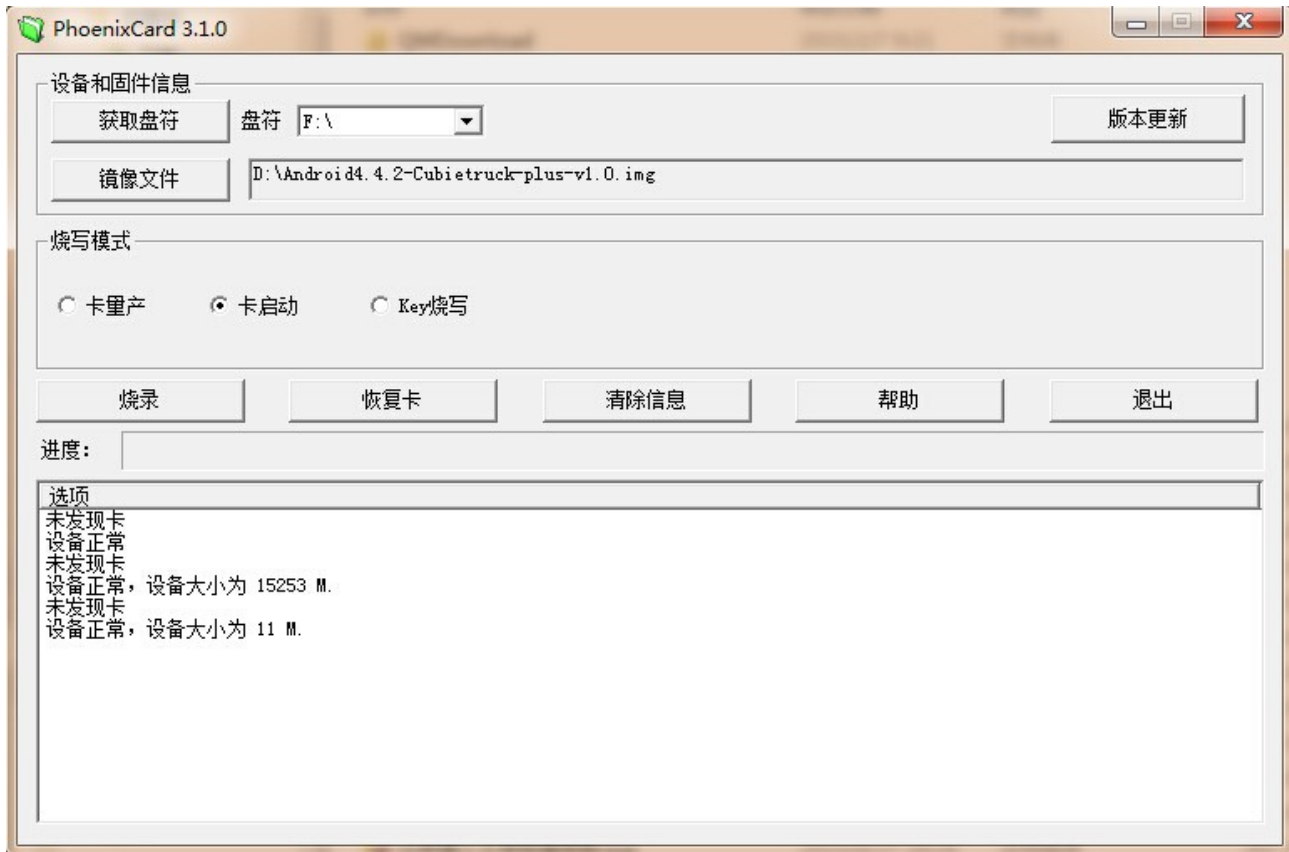 PhoenixCard 3.1.0
设备和固件信息
获取盘符 盘符 F:\ 版本更新
镜像文件 D:\Android4.4.2-Cubietruck-plus-v1.0.img
烧写模式
卡量产 卡启动 Key烧写
烧录 恢复卡 清除信息 帮助 退出
进度:
选项
未发现卡
设备正常
未发现卡
设备正常,设备大小为 15253 M.
未发现卡
设备正常,设备大小为 11 M.